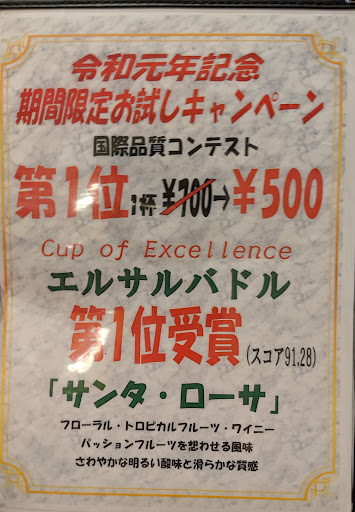 令和元年記念
期間限定お試しキャンペーン
国際品質コンテスト
第1位 1杯 ¥700→¥500
Cup of Excellence
エルサルバドル
第1位受賞(スコア91.28)
「サンタ・ローサ」
フローラル・トロピカルフルーツ・ワイニー
パッションフルーツを想わせる風味
さわやかな明るい酸味と滑らかな質感